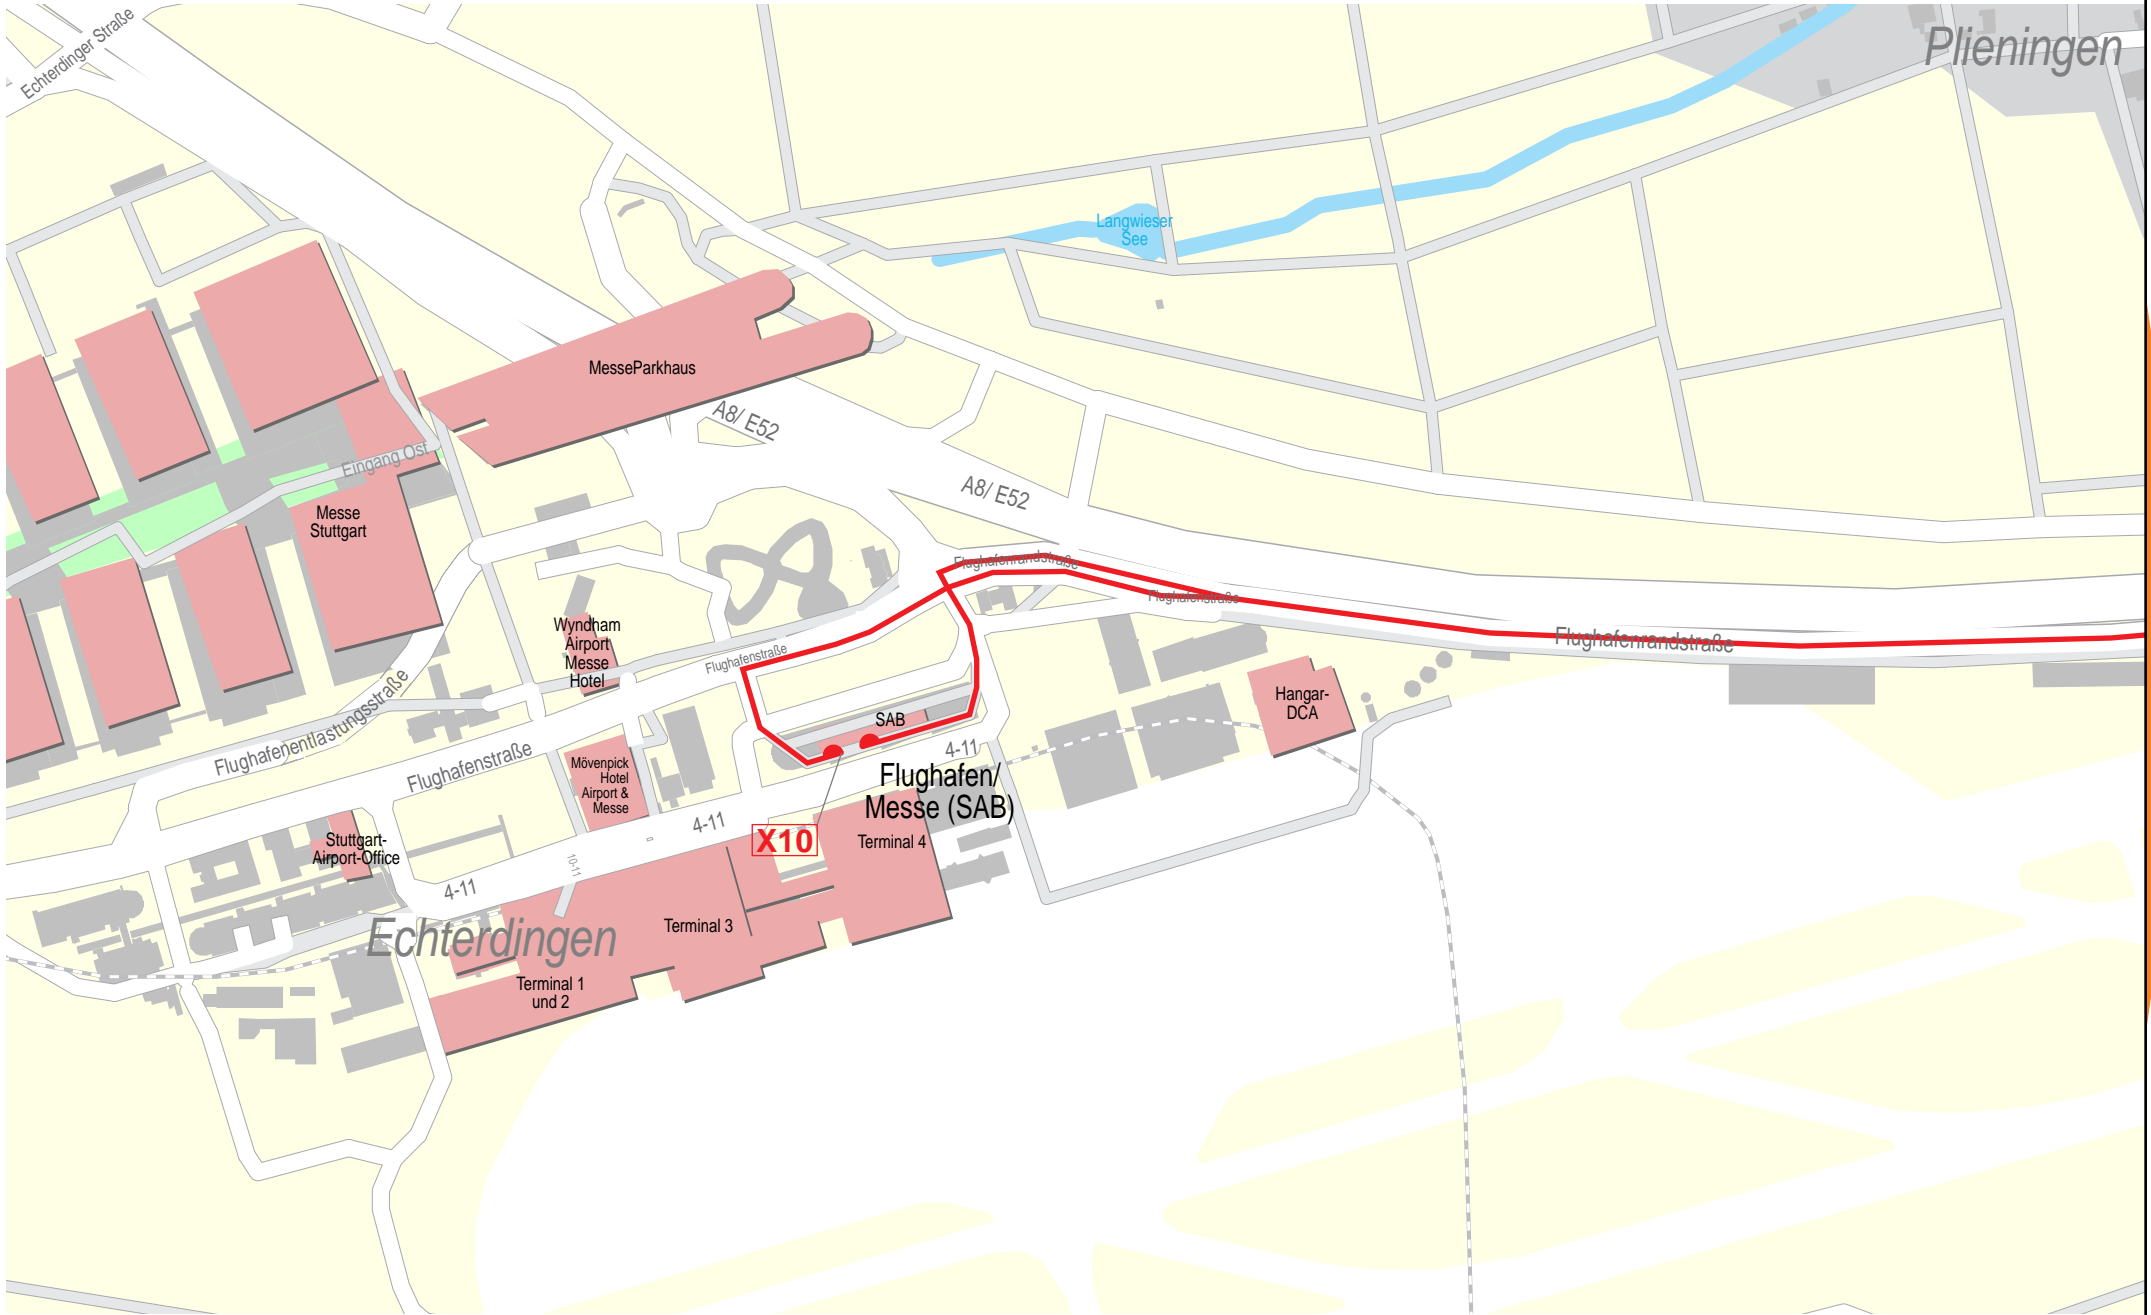 Echterdinger Straße
Plieningen
Langwieser
See
MesseParkhaus
A8/ E52
Eingang Ost
A8/ E52
Messe
Stuttgart
Flughafenrandstraße
Flughafenstraße
Wyndham
Airport
Messe
Hotel
Flughafenstraße
Flughafenrandstraße
Flughafenentlastungsstraße
Hangar-
DCA
SAB
4-11
Flughafenstraße
Mövenpick
Hotel
Airport &
Messe
Flughafen/
Messe (SAB)
4-11
X10
Terminal 4
Stuttgart-
Airport-Office
10-11
4-11
Echterdingen
Terminal 3
Terminal 1
und 2